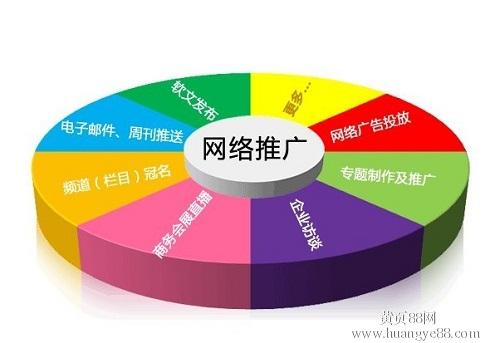 网络推广
更多…
网络广告投放
专题制作及推广
企业访谈
商务会展直播
频道（栏目）冠名
电子邮件、周刊推送
软文发布
黄页88网
www.huangye88.com